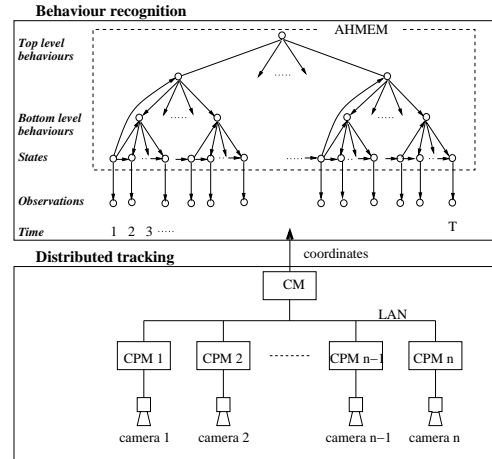 Behaviour recognition
AHMEM
Top level
behaviours
.....
Bottom level
behaviours
.....
.....
States
Observations
Time
1 2 3 .....
T
Distributed tracking
coordinates
CM
LAN
CPM 1
CPM 2
CPM n−1
CPM n
camera 1
camera 2
camera n−1
camera n